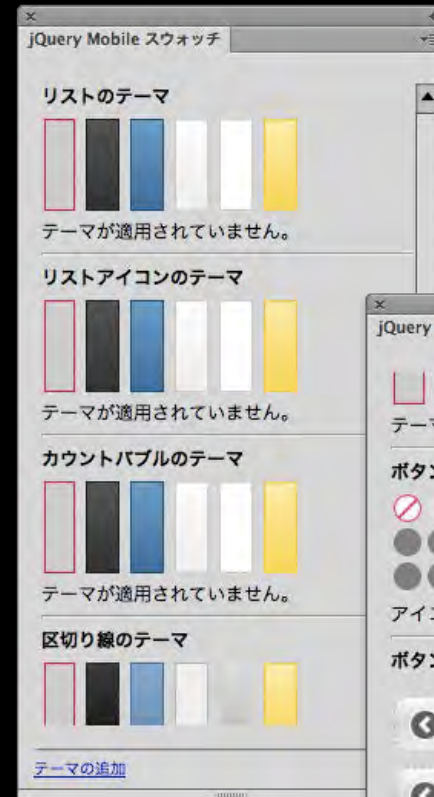 jQuery Mobile スウォッチ
リストのテーマ
テーマが適用されていません。
リストアイコンのテーマ
テーマが適用されていません。
カウントバブルのテーマ
テーマが適用されていません。
区切り線のテーマ
テーマの追加
jQuery
テーマ
ボタン
アイコ
ボタン